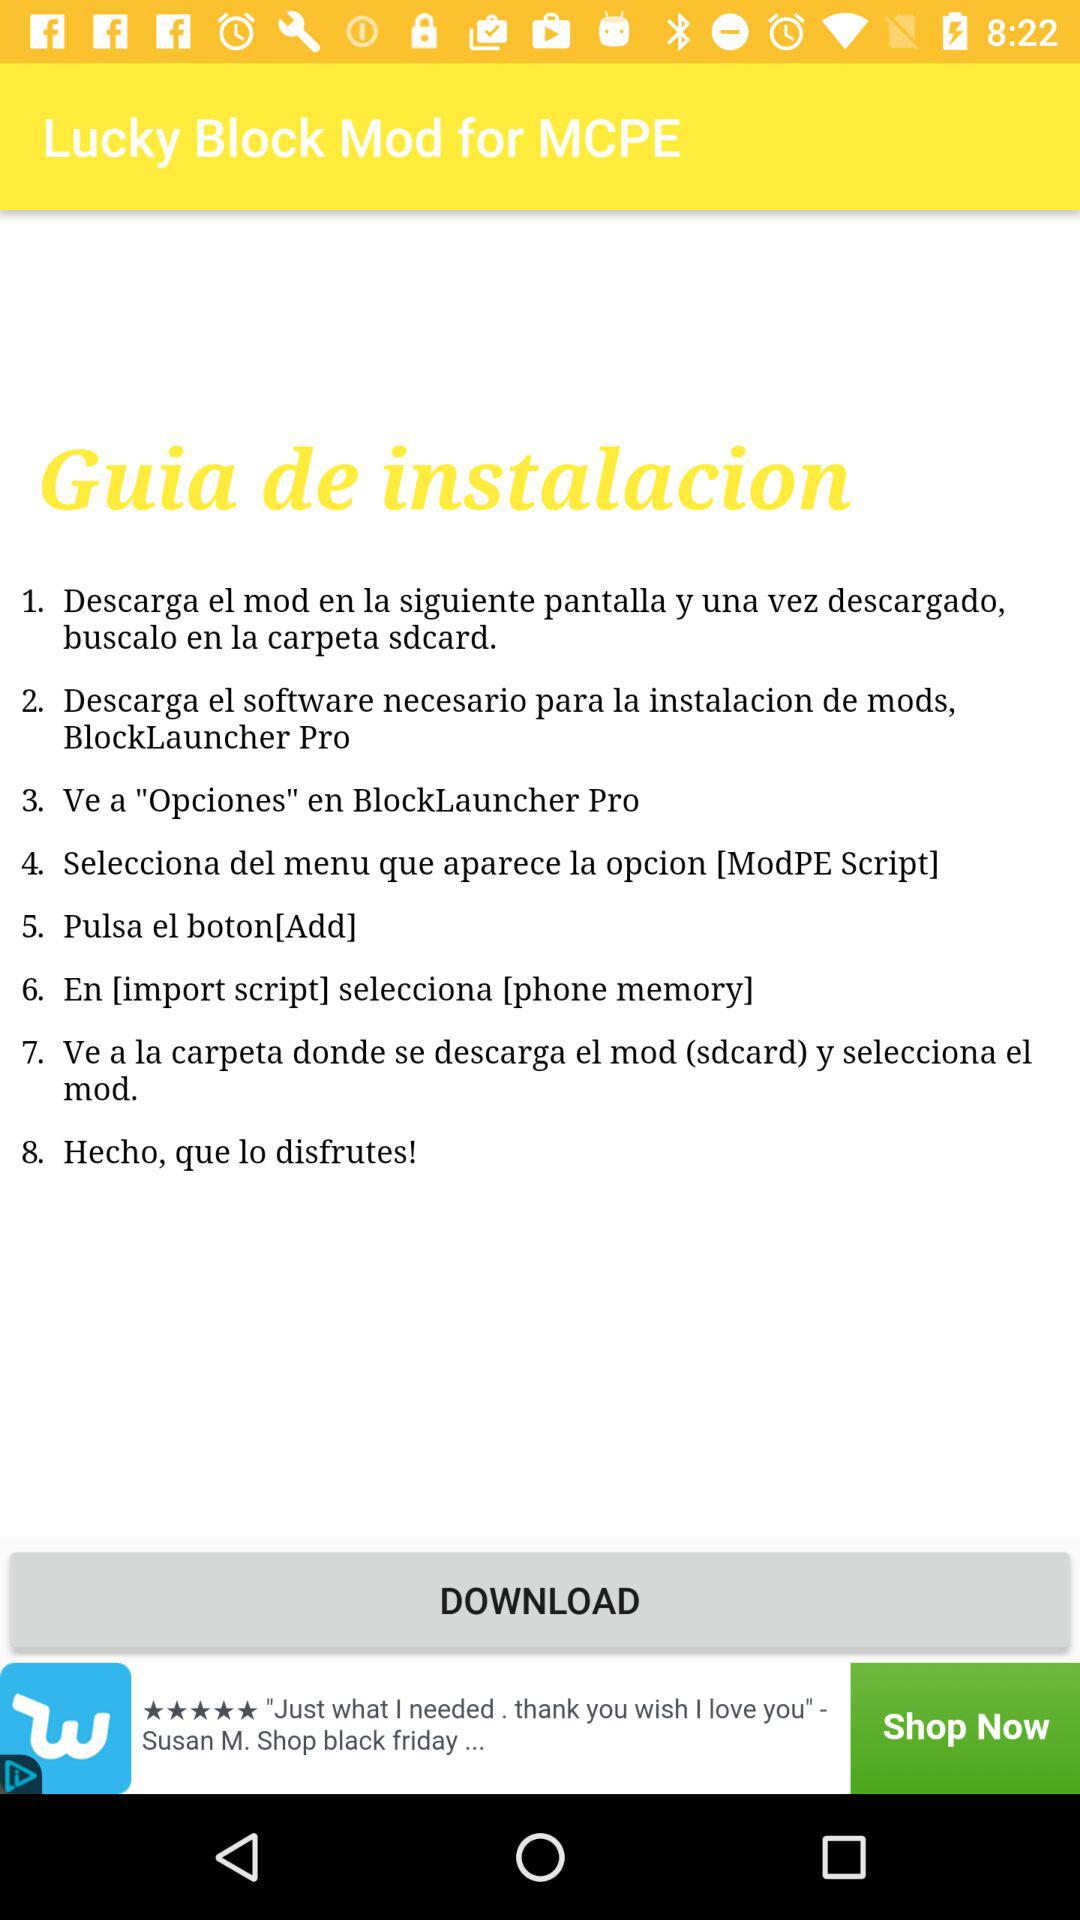 8:22
Lucky Block Mod for MCPE
Guia de instalacion
1. Descarga el mod en la siguiente pantalla y una vez descargado,
buscalo en la carpeta sdcard.
2. Descarga el software necesario para la instalacion de mods,
BlockLauncher Pro
3. Ve a "Opciones" en BlockLauncher Pro
4. Selecciona del menu que aparece la opcion [ModPE Script]
5. Pulsa el boton[Add]
6. En [import script] selecciona [phone memory]
7. Ve a la carpeta donde se descarga el mod (sdcard) y selecciona el
mod.
8. Hecho, que lo disfrutes!
DOWNLOAD
★★★★★ "Just what I needed . thank you wish I love you" -
Susan M. Shop black friday ...
Shop Now